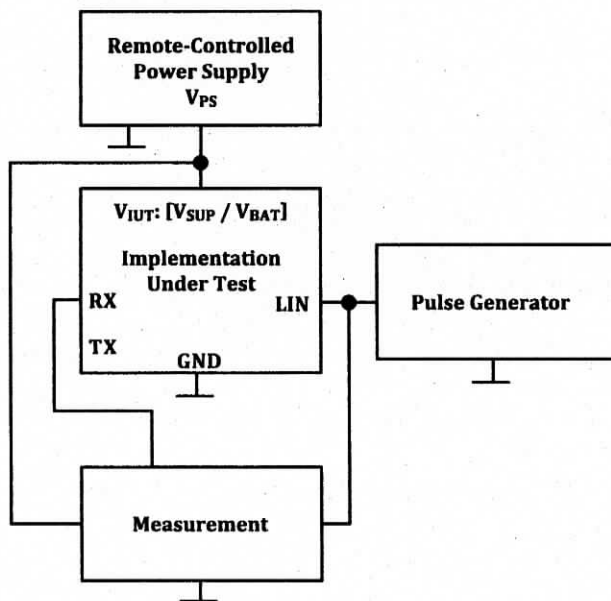 Remote-Controlled
Power Supply
VPS
VIUT: [VSUP / VBAT]
Implementation
Under Test
RX
LIN
TX
GND
Pulse Generator
Measurement